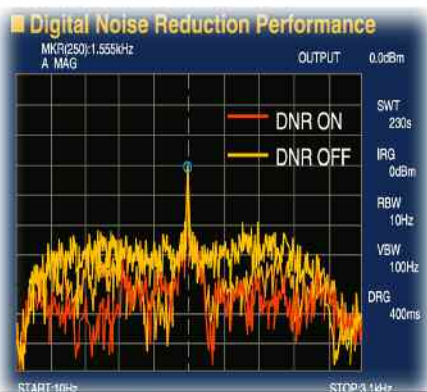 ■ Digital Noise Reduction Performance
MKR(250):1.555kHz
A MAG
OUTPUT
0.0dBm
DNR ON
DNR OFF
SWT
230s
IRG
0dBm
RBW
10Hz
VBW
100Hz
DRG
400ms
START:10Hz
STOP:3.1kHz